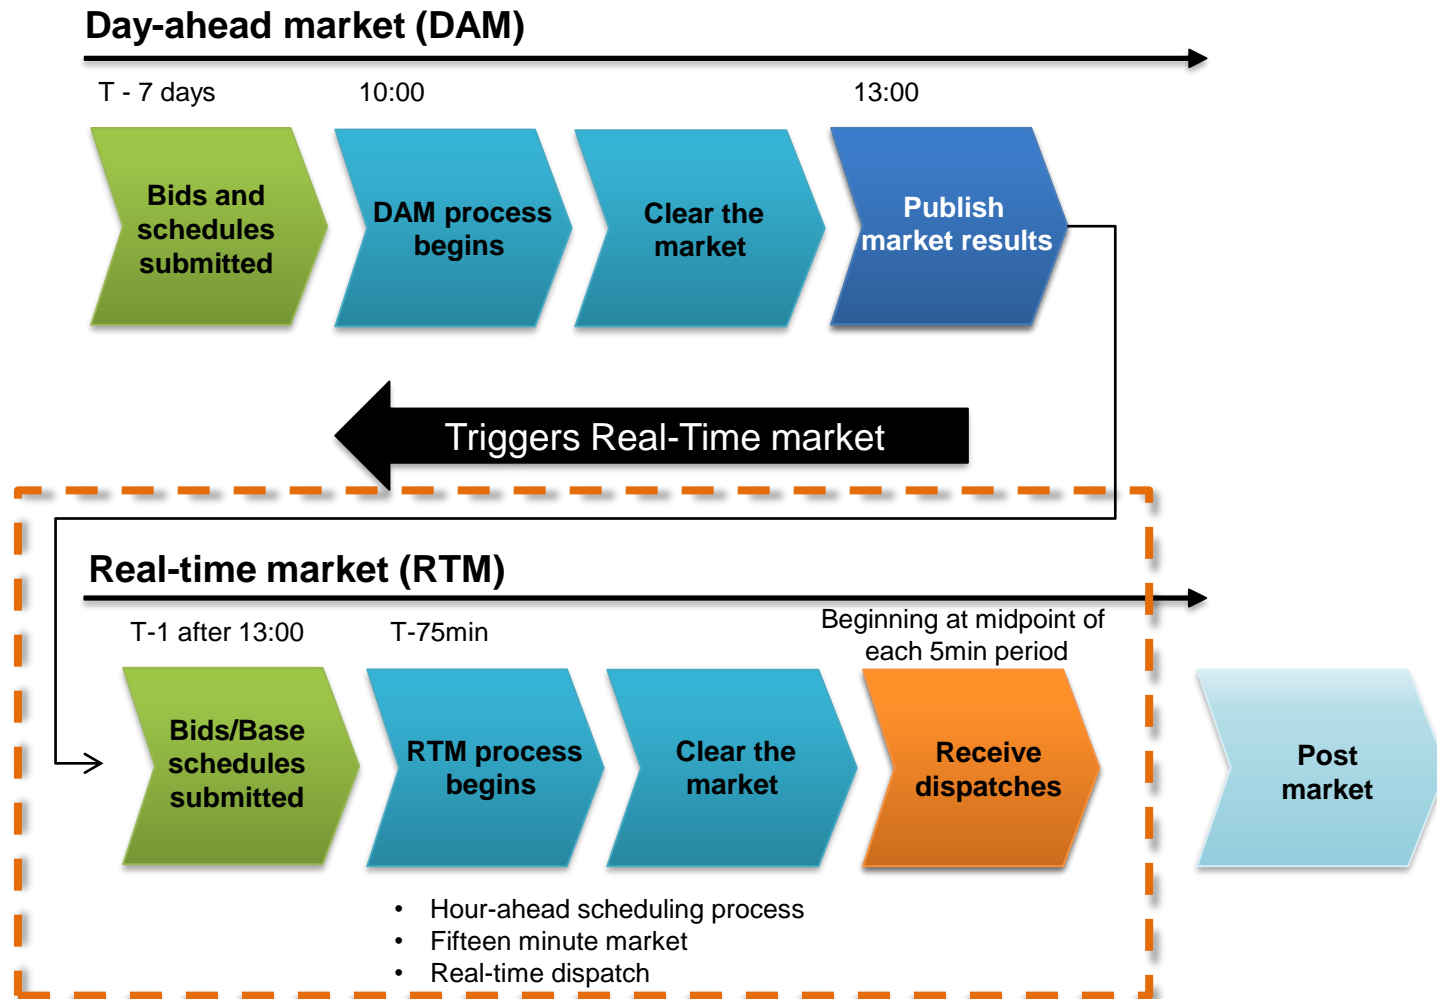 Day-ahead market (DAM)
T - 7 days
10:00
13:00
Bids and
schedules
submitted
DAM process
begins
Clear the
market
Publish
market results
Triggers Real-Time market
Real-time market (RTM)
T-1 after 13:00
T-75min
Beginning at midpoint of
each 5min period
Bids/Base
schedules
submitted
RTM process
begins
Clear the
market
Receive
dispatches
Post
market
• Hour-ahead scheduling process
• Fifteen minute market
• Real-time dispatch